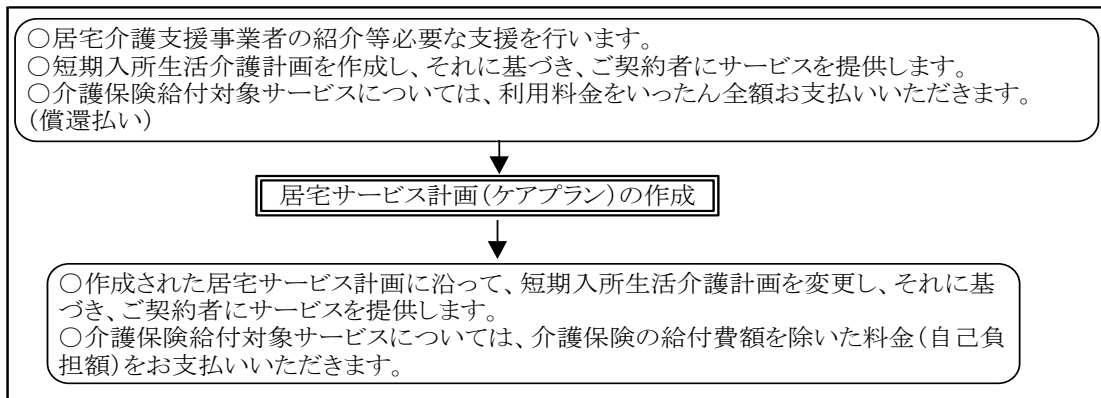 ○居宅介護支援事業者の紹介等必要な支援を行います。
○短期入所生活介護計画を作成し、それに基づき、ご契約者にサービスを提供します。
○介護保険給付対象サービスについては、利用料金をいったん全額お支払いいただきます。
(償還払い)
居宅サービス計画(ケアプラン)の作成
○作成された居宅サービス計画に沿って、短期入所生活介護計画を変更し、それに基
づき、ご契約者にサービスを提供します。
○介護保険給付対象サービスについては、介護保険の給付費額を除いた料金(自己負
担額)をお支払いいただきます。